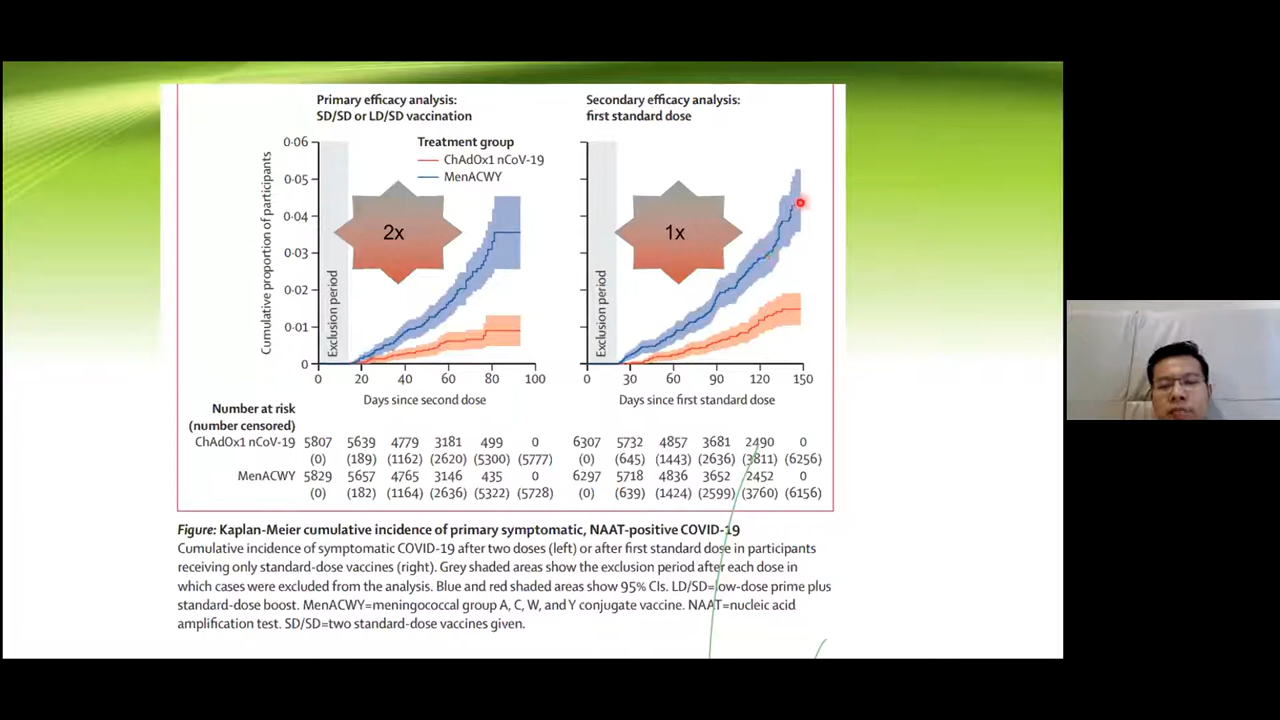 Primary efficacy analysis:
SD/SD or LD/SD vaccination
Secondary efficacy analysis:
first standard dose
Treatment group
ChAdOx1 nCoV-19
MenACWY
Cumulative proportion of participants
0·06
0·05
0·04
0·03
0·02
0·01
0
Exclusion period
2x
Exclusion period
1x
0 20 40 60 80 100
0 30 60 90 120 150
Days since second dose
Days since first standard dose
Number at risk
(number censored)
ChAdOx1 nCoV-19 5807 5639 4779 3181 499 0 6307 5732 4857 3681 2490 0
(0) (189) (1162) (2620) (5300) (5777) (0) (645) (1443) (2636) (3811) (6256)
MenACWY 5829 5657 4765 3146 435 0 6297 5718 4836 3652 2452 0
(0) (182) (1164) (2636) (5322) (5728) (0) (639) (1424) (2599) (3760) (6156)
Figure: Kaplan-Meier cumulative incidence of primary symptomatic, NAAT-positive COVID-19
Cumulative incidence of symptomatic COVID-19 after two doses (left) or after first standard dose in participants
receiving only standard-dose vaccines (right). Grey shaded areas show the exclusion period after each dose in
which cases were excluded from the analysis. Blue and red shaded areas show 95% CIs. LD/SD=low-dose prime plus
standard-dose boost. MenACWY=meningococcal group A, C, W, and Y conjugate vaccine. NAAT=nucleic acid
amplification test. SD/SD=two standard-dose vaccines given.